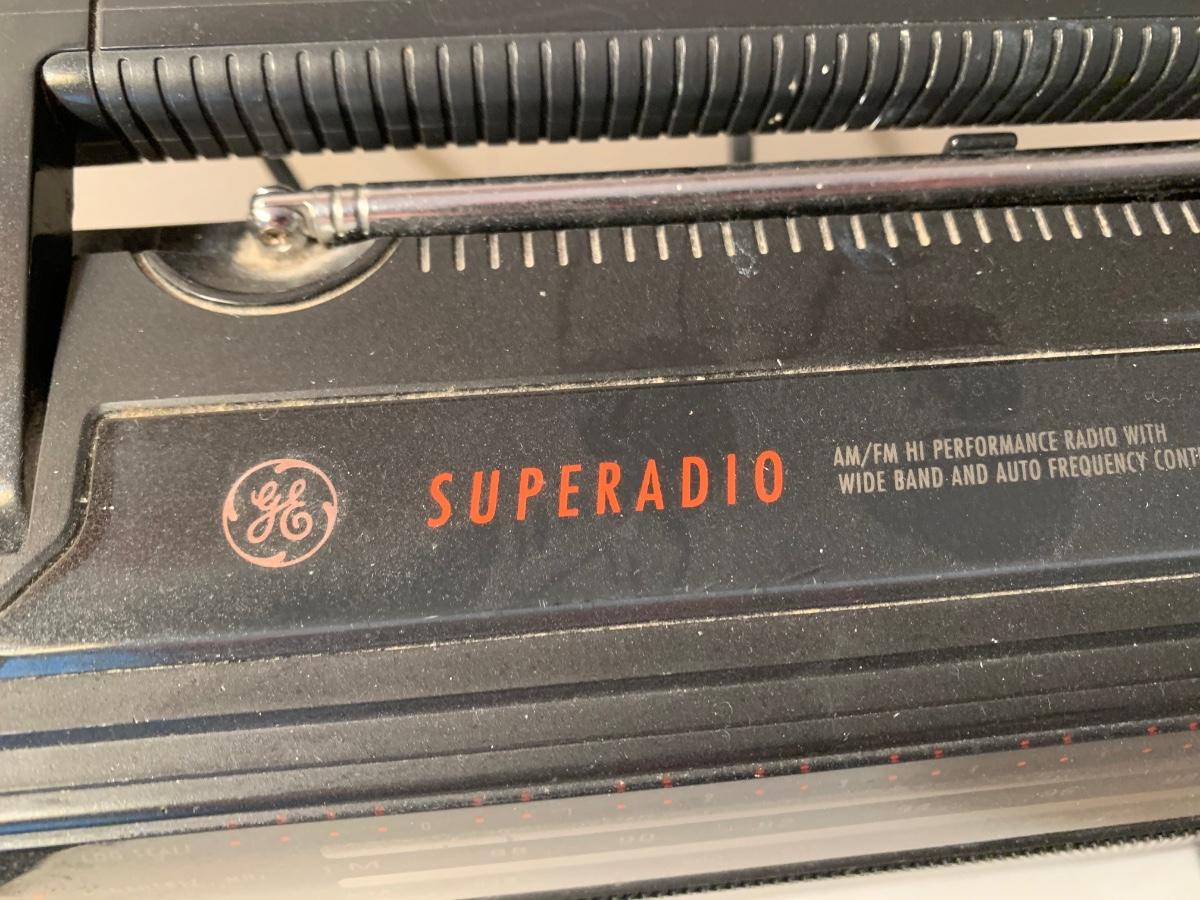 GE
SUPERADIO
AM/FM HI PERFORMANCE RADIO WITH
WIDE BAND AND AUTO FREQUENCY